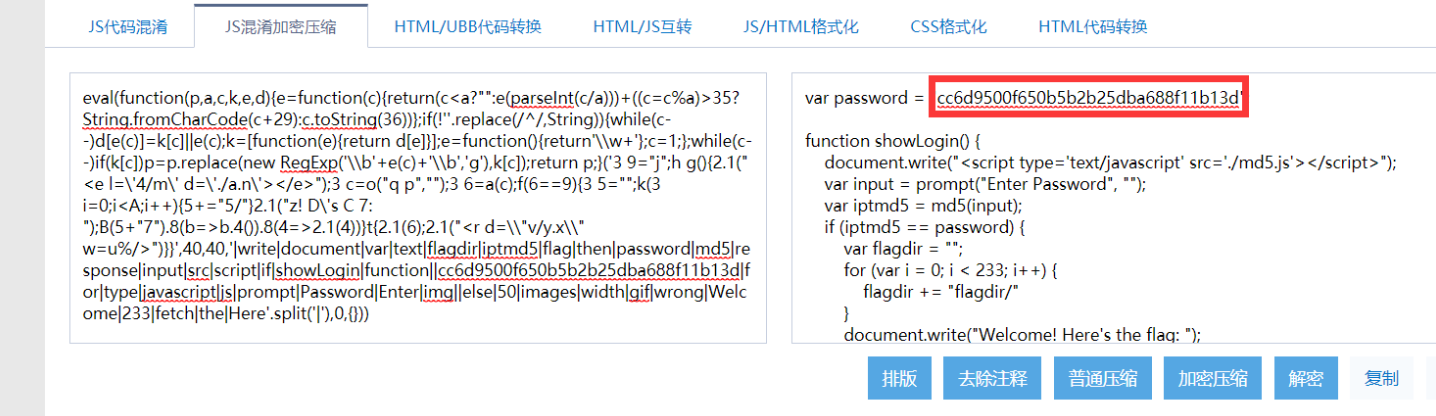 JS代码混淆 JS混淆加密压缩 HTML/UBB代码转换 HTML/JS互转 JS/HTML格式化 CSS格式化 HTML代码转换
eval(function(p,a,c,k,e,d){e=function(c){return(c<a?"":e(parseInt(c/a)))+((c=c%a)>35?
String.fromCharCode(c+29):c.toString(36))};if(!''.replace(/^/,String)){while(c-
-)d[e(c)]=k[c]||e(c);k=[function(e){return d[e]}];e=function(){return'\\w+'};c=1;};while(c-
-)if(k[c])p=p.replace(new RegExp('\\b'+e(c)+'\\b','g'),k[c]);return p;}('3 9="j";h g(){2.1("
<e l=\'4/m\' d=\'./a.n\'></e>");3 c=o("q p","");3 6=a(c);f(6==9){3 5="";k(3
i=0;i<A;i++){5+="5/"}2.1("z! D\'s C 7:
");B(5+"7").8(b=>b.4()).8(4=>2.1(4))}t{2.1(6);2.1("<r d=\\"v/y.x\\"
w=u%/>")}}',40,40,'|write|document|var|text|flagdir|iptmd5|flag|then|password|md5|re
sponse|input|src|script|if|showLogin|function||cc6d9500f650b5b2b25dba688f11b13d|f
or|type|javascript|js|prompt|Password|Enter|img||else|50|images|width|gif|wrong|Welc
ome|233|fetch|the|Here'.split('|'),0,{}))
var password = "cc6d9500f650b5b2b25dba688f11b13d"
function showLogin() {
document.write("<script type='text/javascript' src='./md5.js'></script>");
var input = prompt("Enter Password", "");
var iptmd5 = md5(input);
if (iptmd5 == password) {
var flagdir = "";
for (var i = 0; i < 233; i++) {
flagdir += "flagdir/"
}
document.write("Welcome! Here's the flag: ");
排版 去除注释 普通压缩 加密压缩 解密 复制